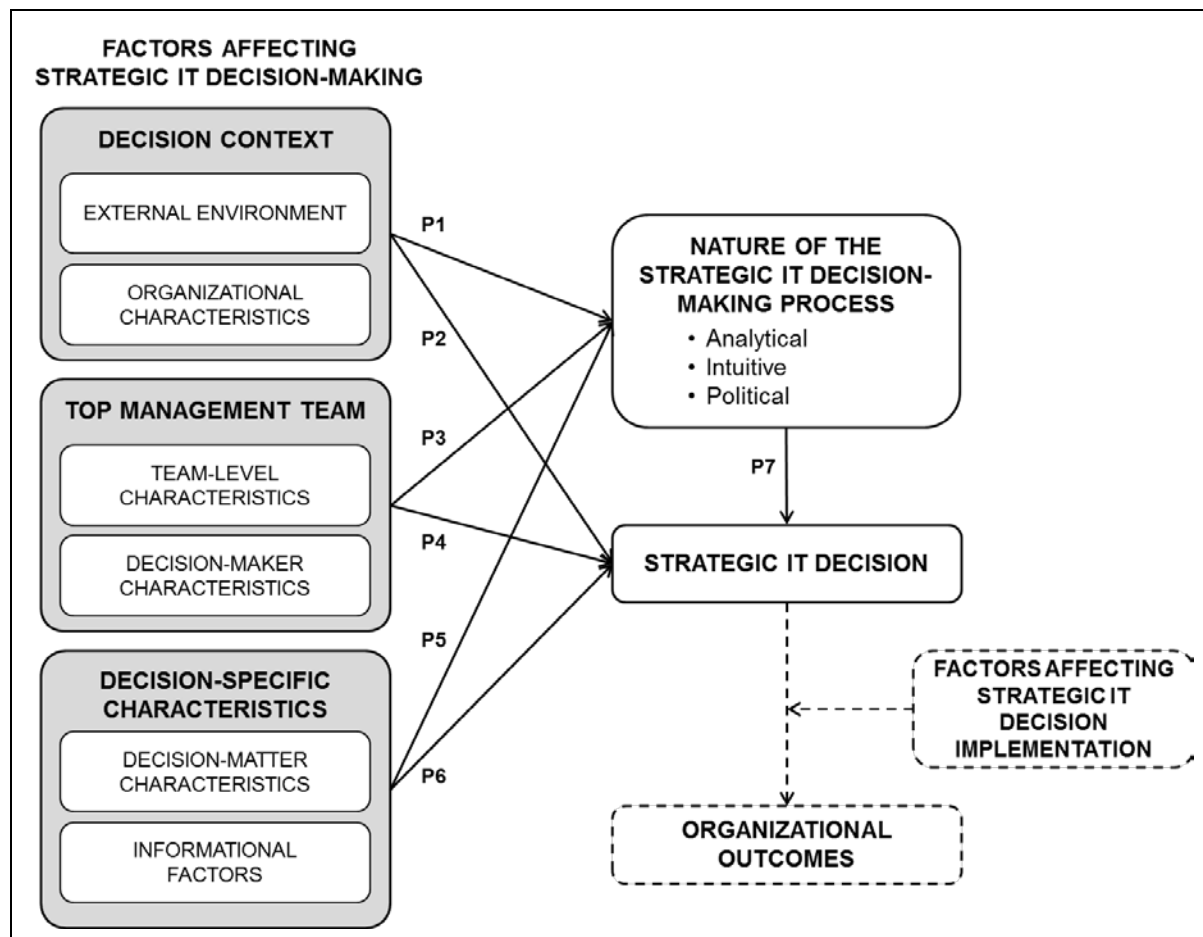 FACTORS AFFECTING
STRATEGIC IT DECISION-MAKING
DECISION CONTEXT
EXTERNAL ENVIRONMENT
ORGANIZATIONAL
CHARACTERISTICS
TOP MANAGEMENT TEAM
TEAM-LEVEL
CHARACTERISTICS
DECISION-MAKER
CHARACTERISTICS
DECISION-SPECIFIC
CHARACTERISTICS
DECISION-MATTER
CHARACTERISTICS
INFORMATIONAL
FACTORS
P1
P2
P3
P4
P5
P6
NATURE OF THE
STRATEGIC IT DECISION-
MAKING PROCESS
• Analytical
• Intuitive
• Political
P7
STRATEGIC IT DECISION
FACTORS AFFECTING
STRATEGIC IT
DECISION
IMPLEMENTATION
ORGANIZATIONAL
OUTCOMES